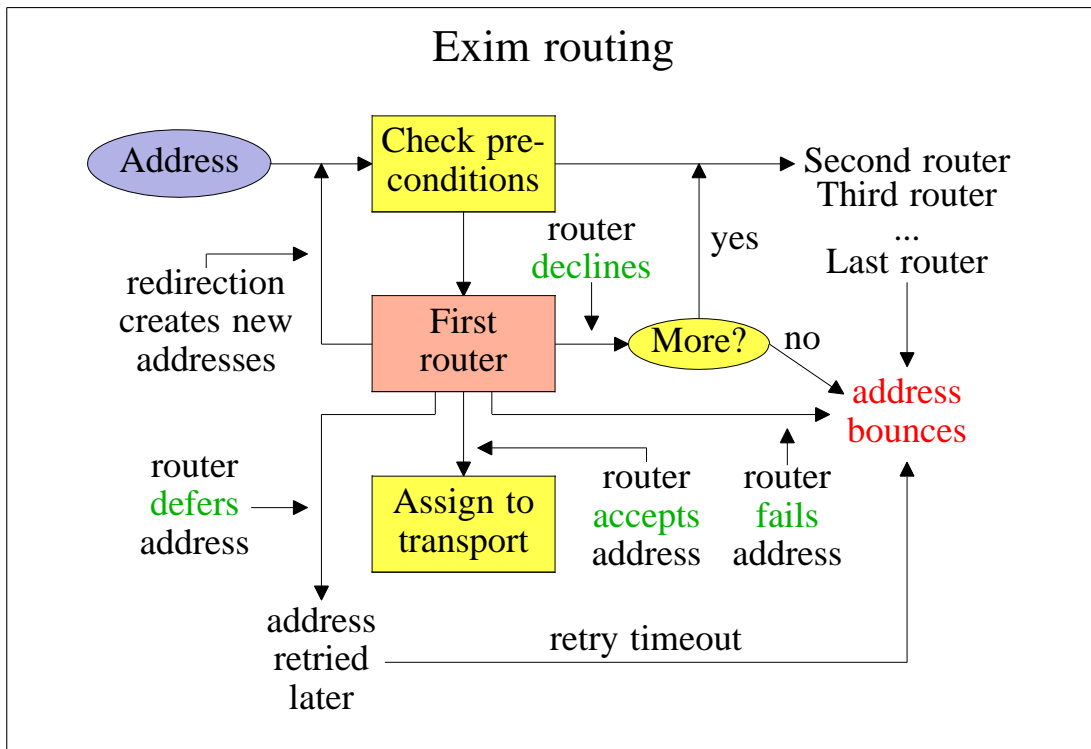 Exim routing
Address
Check pre-
conditions
Second router
Third router
...
Last router
router
declines
yes
redirection
creates new
addresses
First
router
More?
no
address
bounces
router
defers
address
Assign to
transport
router
accepts
address
router
fails
address
address
retried
later
retry timeout